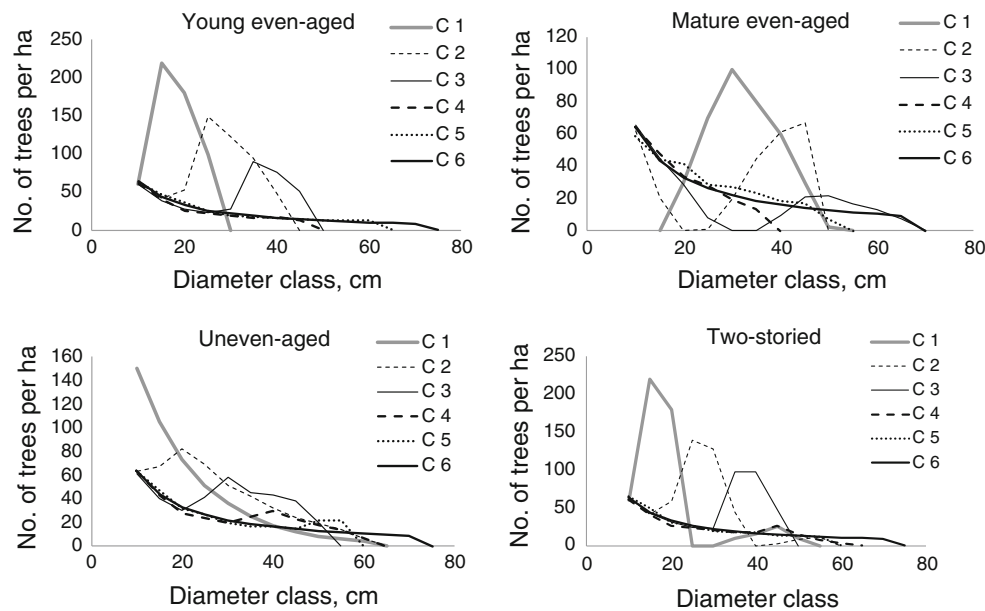 Young even-aged
No. of trees per ha
250
200
150
100
50
0
0 20 40 60 80
Diameter class, cm
C 1
C 2
C 3
C 4
C 5
C 6
Mature even-aged
No. of trees per ha
120
100
80
60
40
20
0
0 20 40 60 80
Diameter class, cm
C 1
C 2
C 3
C 4
C 5
C 6
Uneven-aged
No. of trees per ha
160
140
120
100
80
60
40
20
0
0 20 40 60 80
Diameter class, cm
C 1
C 2
C 3
C 4
C 5
C 6
Two-storied
No. of trees per ha
250
200
150
100
50
0
0 20 40 60 80
Diameter class
C 1
C 2
C 3
C 4
C 5
C 6